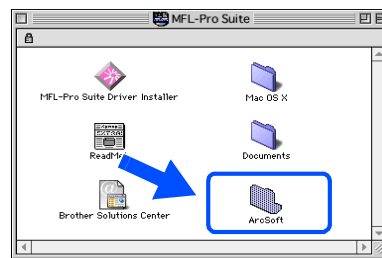 MFL-Pro Suite
MFL-Pro Suite Driver Installer
Mac OS X
ReadMe
Documents
Brother Solutions Center
ArcSoft